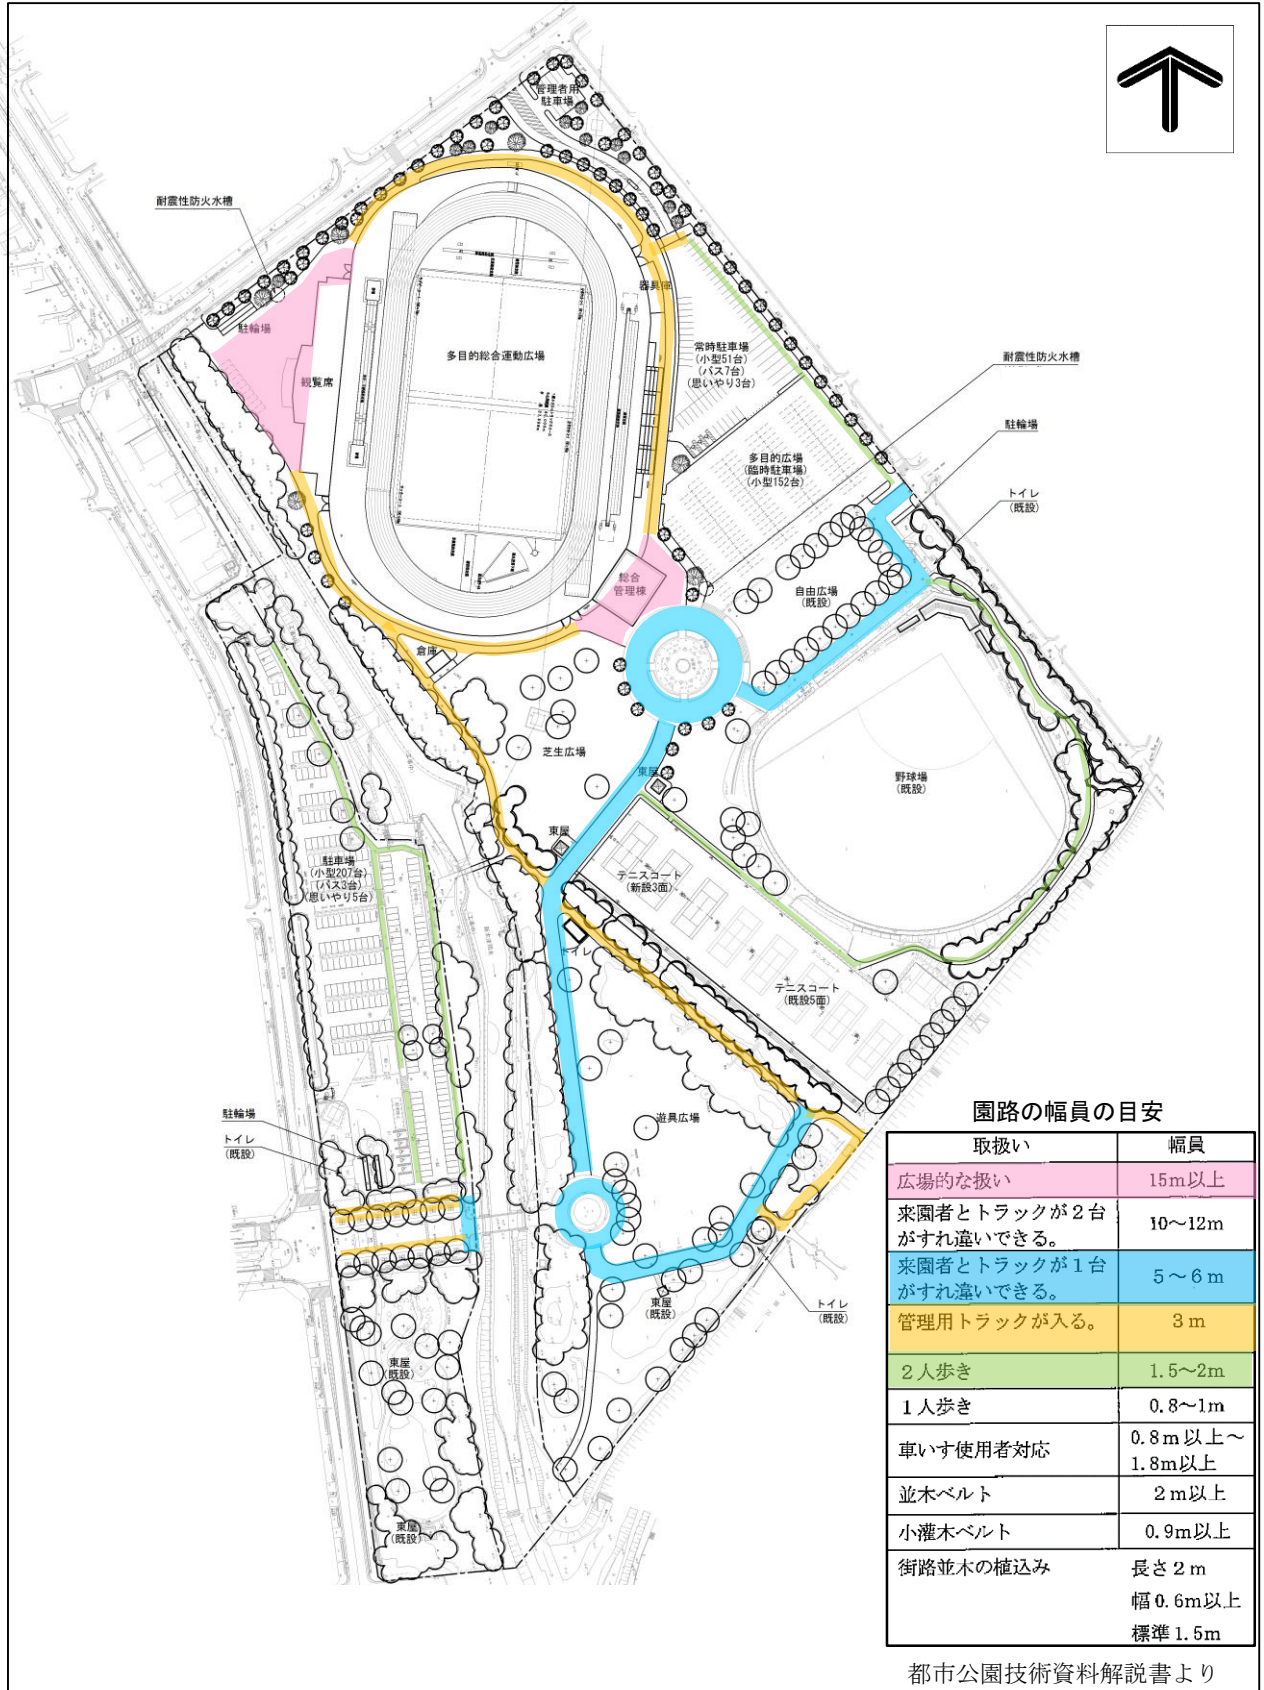 管理者用
駐車場
耐震性防火水槽
駐輪場
器具庫
観覧席
多目的総合運動広場
常時駐車場
(小型51台)
(バス7台)
(思いやり3台)
耐震性防火水槽
駐輪場
多目的広場
(臨時駐車場)
(小型152台)
トイレ
(既設)
総合
管理棟
自由広場
(既設)
倉庫
芝生広場
東屋
野球場
(既設)
東屋
駐車場
(小型207台)
(バス3台)
(思いやり5台)
テニスコート
(新設3面)
トイレ
テニスコート
(既設5面)
駐輪場
トイレ
(既設)
遊具広場
東屋
(既設)
トイレ
(既設)
東屋
(既設)
東屋
(既設)
園路の幅員の目安
取扱い 幅員
広場的な扱い 15m以上
来園者とトラックが2台
がすれ違いできる。 10〜12m
来園者とトラックが1台
がすれ違いできる。 5〜6m
管理用トラックが入る。 3m
2人歩き 1.5〜2m
1人歩き 0.8〜1m
車いす使用者対応 0.8m以上〜
1.8m以上
並木ベルト 2m以上
小灌木ベルト 0.9m以上
街路並木の植込み 長さ2m
幅0.6m以上
標準1.5m
都市公園技術資料解説書より